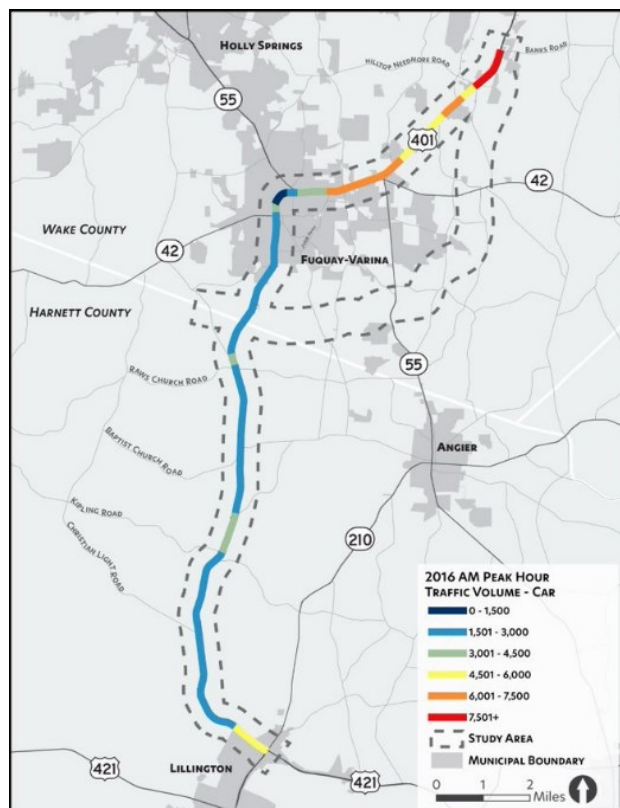 HOLLY SPRINGS
HILLTOP NEEDMORE ROAD
BANKS ROAD
55
401
42
WAKE COUNTY
42
FUQUAY-VARINA
HARNETT COUNTY
55
RAWS CHURCH ROAD
ANGIER
BAPTIST CHURCH ROAD
KIPLING ROAD
CHRISTIAN LIGHT ROAD
210
2016 AM PEAK HOUR
TRAFFIC VOLUME - CAR
0 - 1,500
1,501 - 3,000
3,001 - 4,500
4,501 - 6,000
6,001 - 7,500
7,501+
STUDY AREA
MUNICIPAL BOUNDARY
421
LILLINGTON
421
0 1 2
MILES